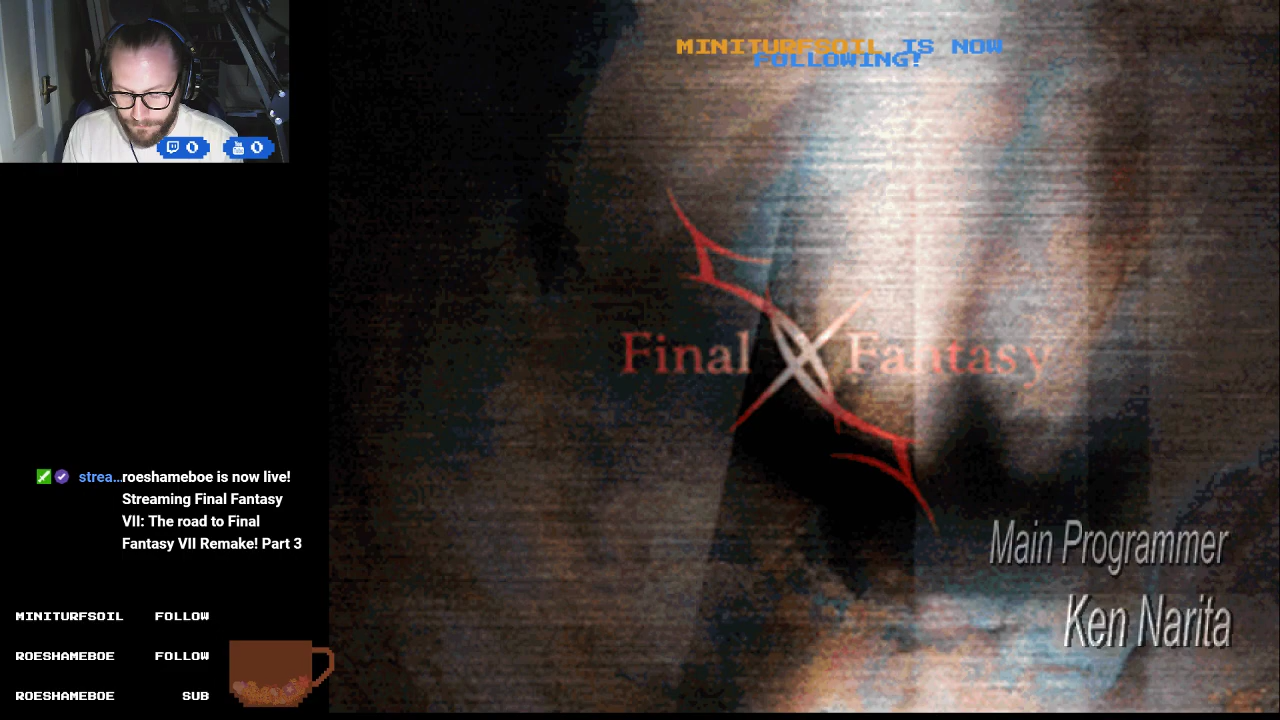 MINITURFSOIL IS NOW
FOLLOWING!
0 0
Final Fantasy
strea... roeshameboe is now live!
Streaming Final Fantasy
VII: The road to Final
Fantasy VII Remake! Part 3
Main Programmer
Ken Narita
MINITURFSOIL FOLLOW
ROESHAMEBOE FOLLOW
ROESHAMEBOE SUB